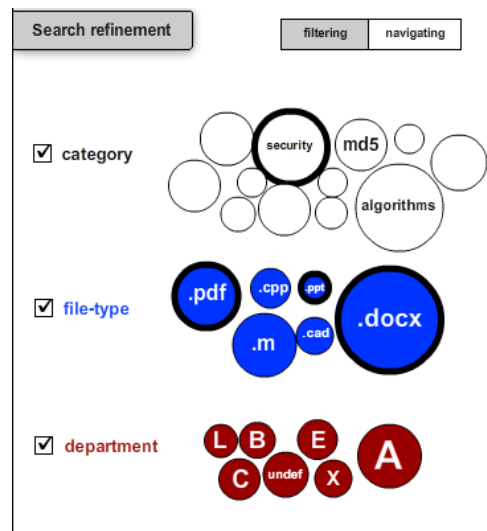 Search refinement
filtering navigating
category
security
md5
algorithms
file-type
.pdf
.cpp
.ppt
.docx
.m
.cad
department
L
B
E
A
C
undef
X